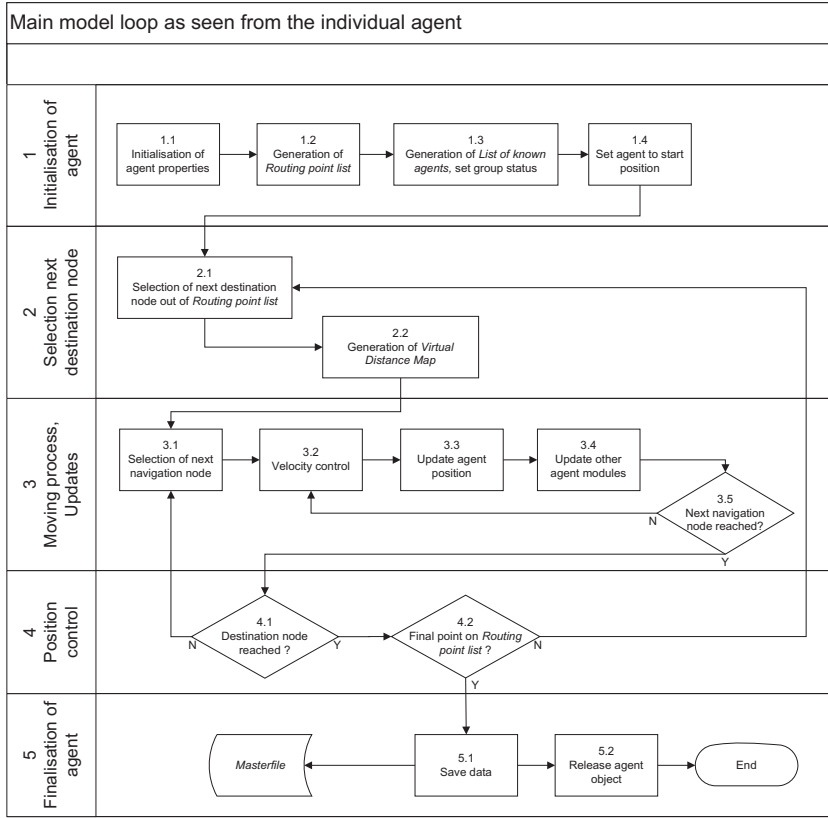 Main model loop as seen from the individual agent
1
Initialisation of
agent
1.1
Initialisation of
agent properties
1.2
Generation of
Routing point list
1.3
Generation of List of known
agents, set group status
1.4
Set agent to start
position
2
Selection next
destination node
2.1
Selection of next destination
node out of Routing point list
2.2
Generation of Virtual
Distance Map
3
Moving process,
Updates
3.1
Selection of next
navigation node
3.2
Velocity control
3.3
Update agent
position
3.4
Update other
agent modules
3.5
Next navigation
node reached?
N
Y
4
Position
control
4.1
Destination node
reached ?
N
Y
4.2
Final point on Routing
point list ?
N
Y
5
Finalisation of
agent
Masterfile
5.1
Save data
5.2
Release agent
object
End